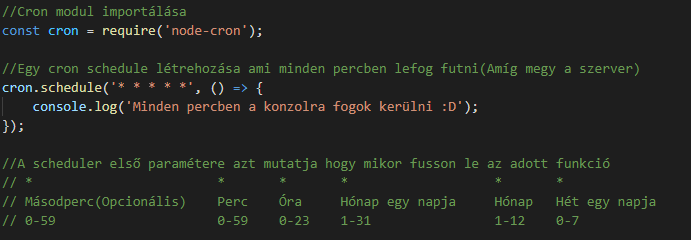 //Cron modul importálása
const cron = require('node-cron');

//Egy cron schedule létrehozása ami minden percben lefog futni(Amíg megy a szerver)
cron.schedule('* * * * *', () => {
    console.log('Minden percben a konzolra fogok kerülni :D');
});

//A scheduler első paramétere azt mutatja hogy mikor fusson le az adott funkció
// *                        *      *      *                    *      *
// Másodperc(Opcionális)    Perc   Óra    Hónap egy napja      Hónap  Hét egy napja
// 0-59                     0-59   0-23   1-31                 1-12   0-7